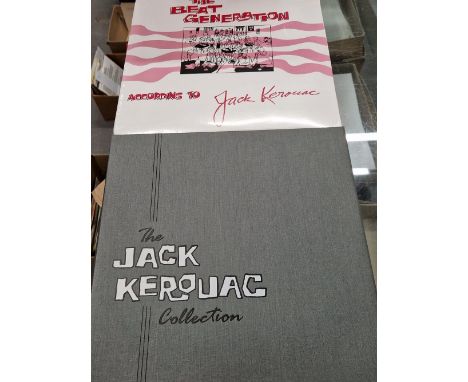 THE
BEAT
GENERATION
ACCORDING TO Jack Kerouac
The
JACK
KEROUAC
Collection